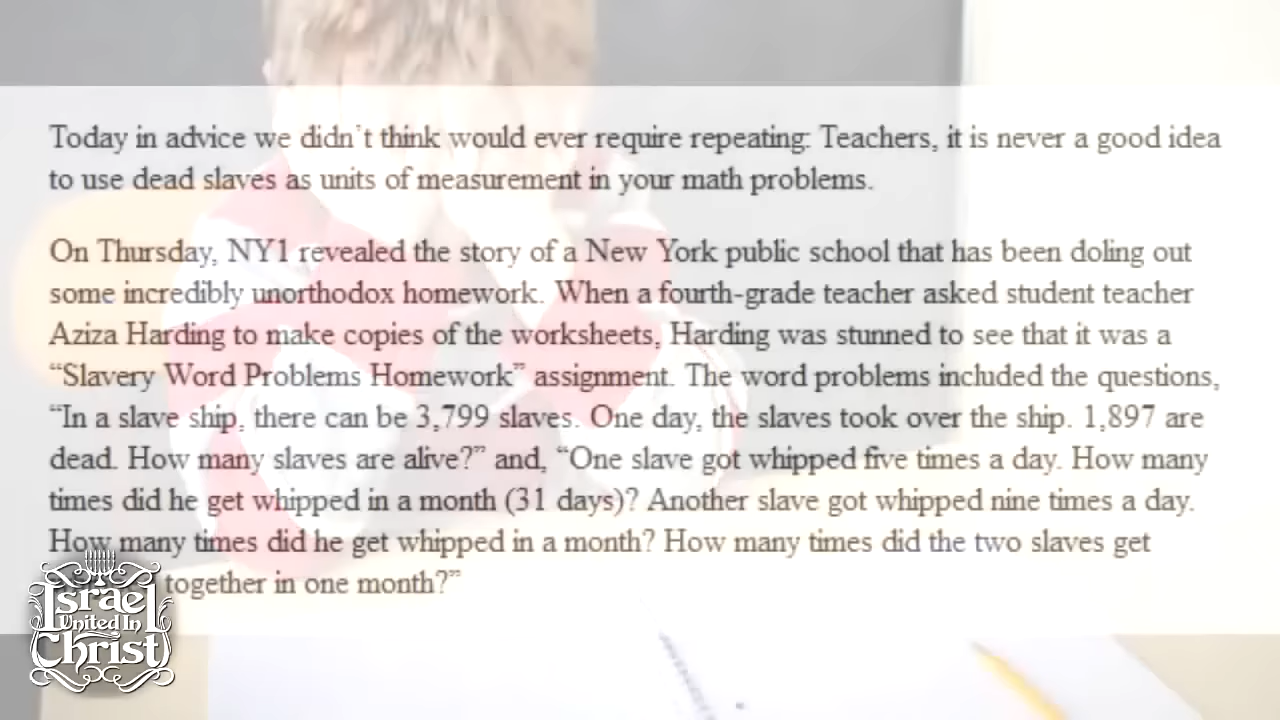 Today in advice we didn't think would ever require repeating: Teachers, it is never a good idea
to use dead slaves as units of measurement in your math problems.
On Thursday, NY1 revealed the story of a New York public school that has been doling out
some incredibly unorthodox homework. When a fourth-grade teacher asked student teacher
Aziza Harding to make copies of the worksheets, Harding was stunned to see that it was a
“Slavery Word Problems Homework” assignment. The word problems included the questions,
“In a slave ship, there can be 3,799 slaves. One day, the slaves took over the ship. 1,897 are
dead. How many slaves are alive?” and, “One slave got whipped five times a day. How many
times did he get whipped in a month (31 days)? Another slave got whipped nine times a day.
How many times did he get whipped in a month? How many times did the two slaves get
together in one month?”
Israel
United In
Christ